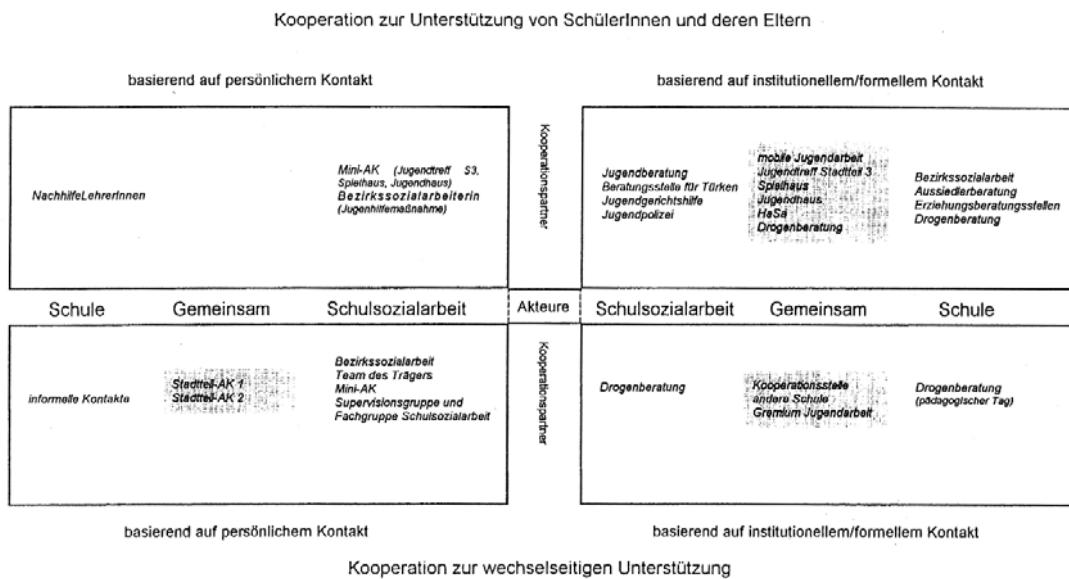 Kooperation zur Unterstützung von SchülerInnen und deren Eltern
basierend auf persönlichem Kontakt
basierend auf institutionellem/formellem Kontakt
NachhilfeLehrerInnen
Mini-AK (Jugendtreff S3,
Spielhaus, Jugendhaus)
Bezirkssozialarbeiterin
(Jugenhilfemaßnahme)
Kooperationspartner
Jugendberatung
Beratungsstelle für Türken
Jugendgerichtshilfe
Jugendpolizei
mobile Jugendarbeit
Jugendtreff Stadtteil 3
Spielhaus
Jugendhaus
HaSa
Drogenberatung
Bezirkssozialarbeit
Aussiedlerberatung
Erziehungsberatungsstellen
Drogenberatung
Schule Gemeinsam Schulsozialarbeit Akteure Schulsozialarbeit Gemeinsam Schule
informelle Kontakte
Stadtteil-AK 1
Stadtteil-AK 2
Bezirkssozialarbeit
Team des Trägers
Mini-AK
Supervisionsgruppe und
Fachgruppe Schulsozialarbeit
Kooperationspartner
Drogenberatung
Kooperationsstelle
andere Schule
Gremium Jugendarbeit
Drogenberatung
(pädagogischer Tag)
basierend auf persönlichem Kontakt
basierend auf institutionellem/formellem Kontakt
Kooperation zur wechselseitigen Unterstützung